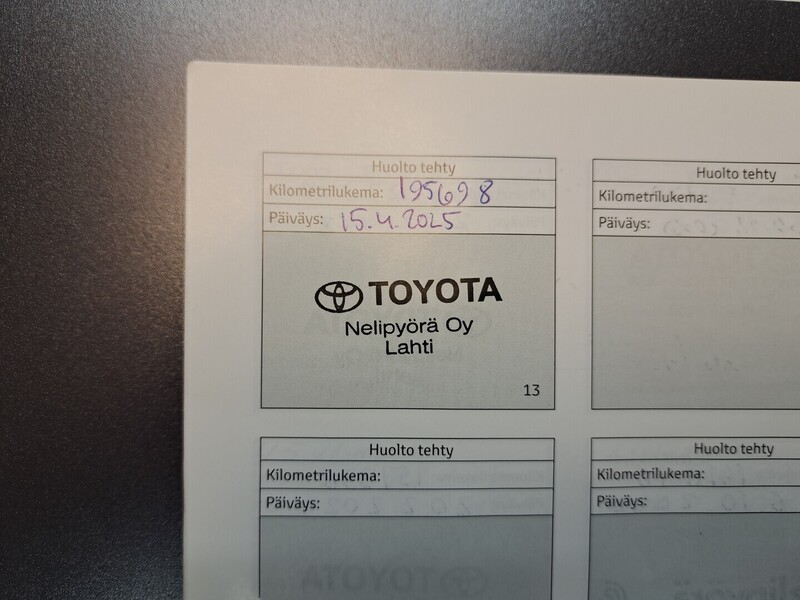 Huolto tehty
Kilometrilukema: 195698
Päiväys: 15.4.2025
TOYOTA
Nelipyörä Oy
Lahti
13
Huolto tehty
Kilometrilukema:
Päiväys:
Huolto tehty
Kilometrilukema:
Päiväys:
Huolto tehty
Kilometrilukema:
Päiväys: